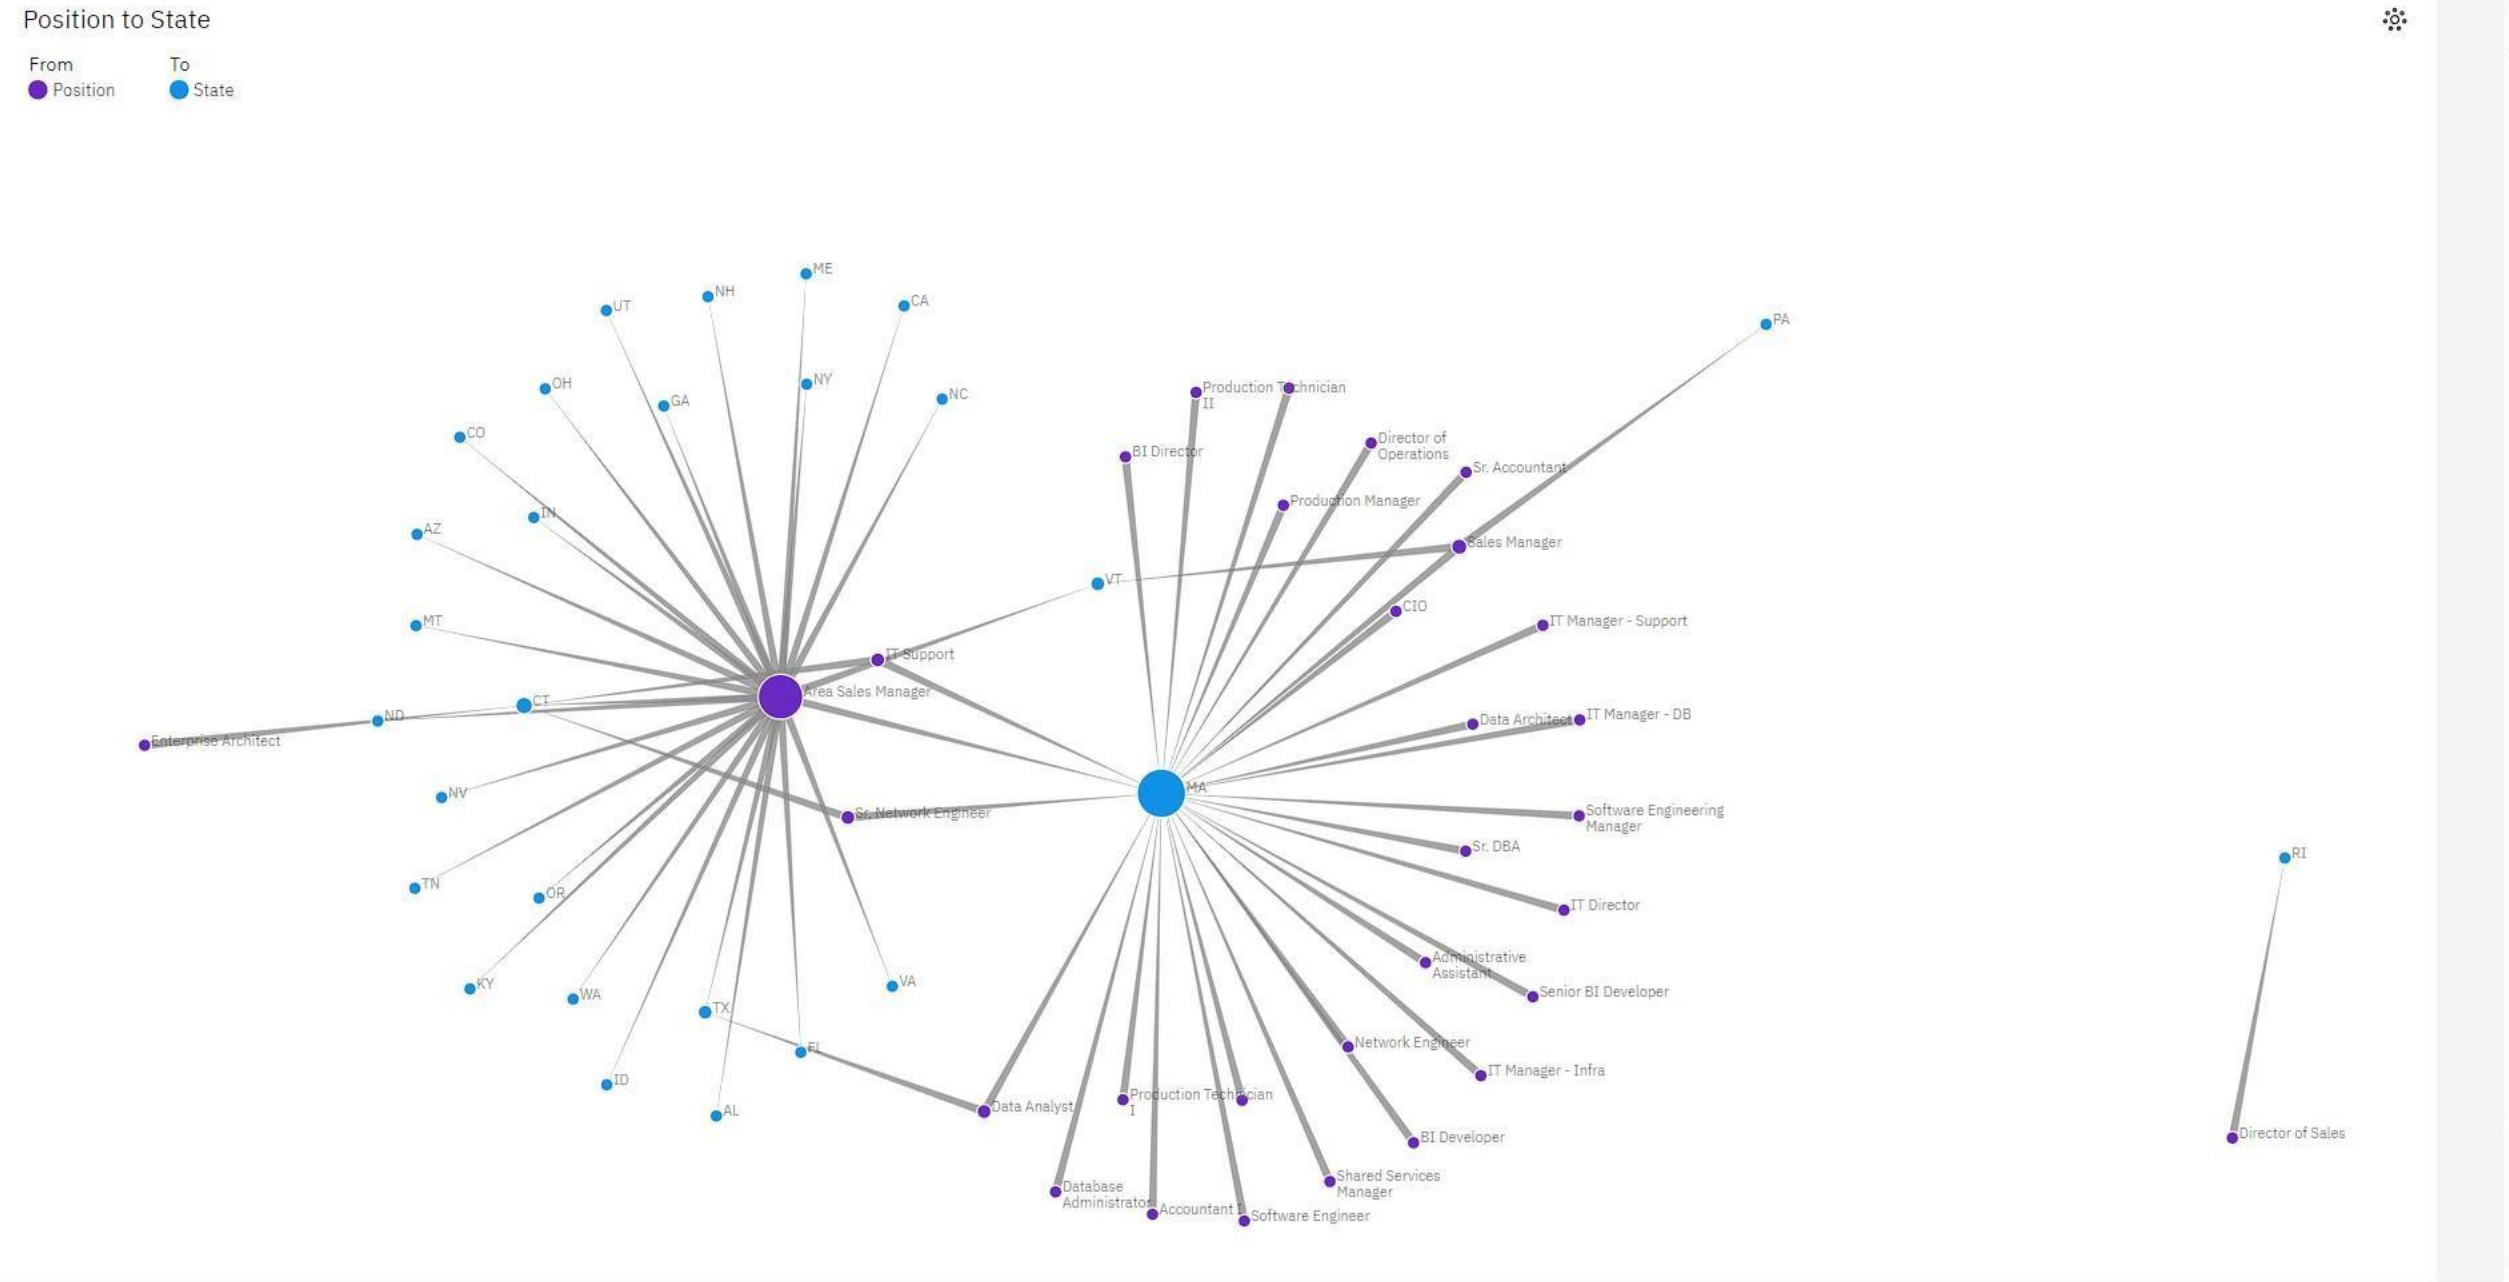 Position to State
From
To
Position
State
ME
NH
CA
UT
PA
NY
OH
Production Technician
II
NC
GA
CO
Director of
Operations
BI Director
Sr. Accountant
Production Manager
IN
AZ
Sales Manager
VT
CIO
MT
IT Manager - Support
IT Support
Area Sales Manager
CT
ND
Data Architect
IT Manager - DB
Enterprise Architect
MA
NV
Sr. Network Engineer
Software Engineering
Manager
Sr. DBA
RI
TN
OR
IT Director
Administrative
Assistant
KY
WA
VA
Senior BI Developer
TX
FL
Network Engineer
IT Manager - Infra
ID
AL
Data Analyst
Production Technician
I
BI Developer
Director of Sales
Shared Services
Manager
Database
Administrator
Accountant I
Software Engineer